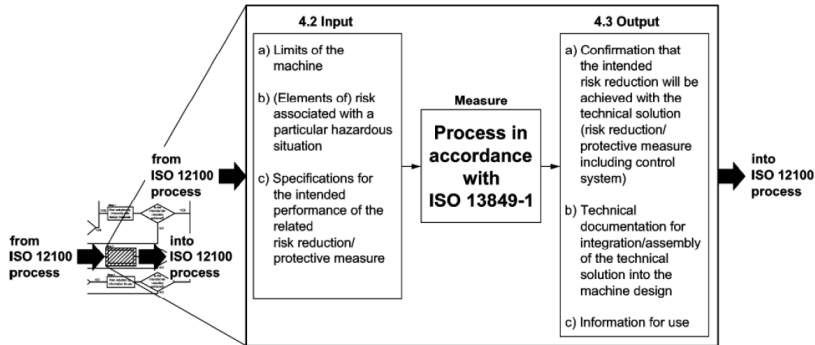 4.2 Input
a) Limits of the
machine
b) (Elements of) risk
associated with a
particular hazardous
situation
c) Specifications for
the intended
performance of the
related
risk reduction/
protective measure
Measure
Process in
accordance
with
ISO 13849-1
4.3 Output
a) Confirmation that
the intended
risk reduction will be
achieved with the
technical solution
(risk reduction/
protective measure
including control
system)
b) Technical
documentation for
integration/assembly
of the technical
solution into the
machine design
c) Information for use
from
ISO 12100
process
into
ISO 12100
process
from
ISO 12100
process
into
ISO 12100
process